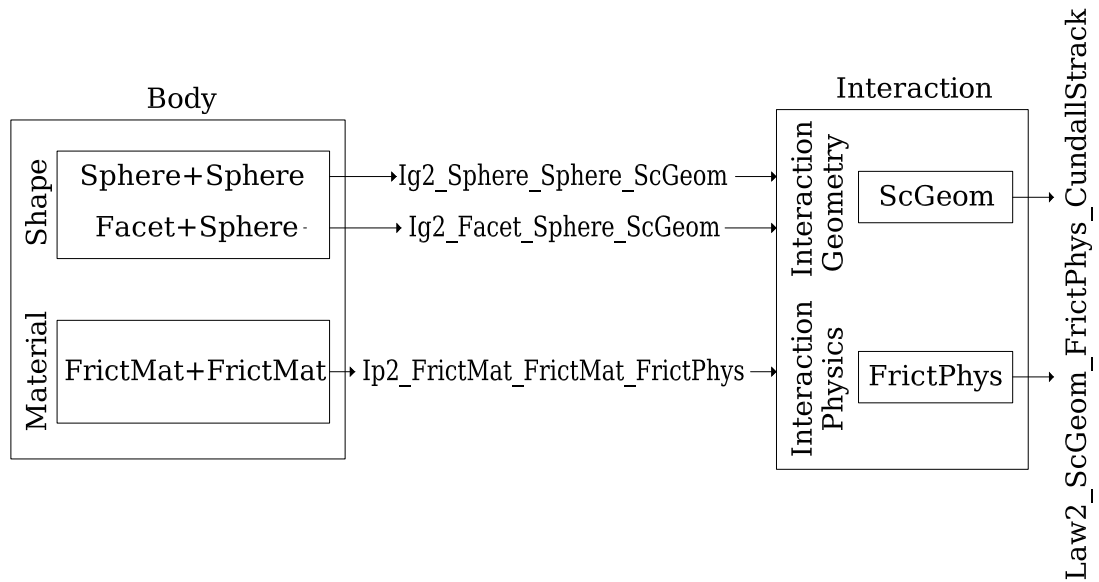 Body
Shape
Sphere+Sphere
Facet+Sphere
Material
FrictMat+FrictMat
Ig2_Sphere_Sphere_ScGeom
Ig2_Facet_Sphere_ScGeom
Ip2_FrictMat_FrictMat_FrictPhys
Interaction
Interaction
Geometry
ScGeom
Interaction
Physics
FrictPhys
Law2_ScGeom_FrictPhys_CundallStrack